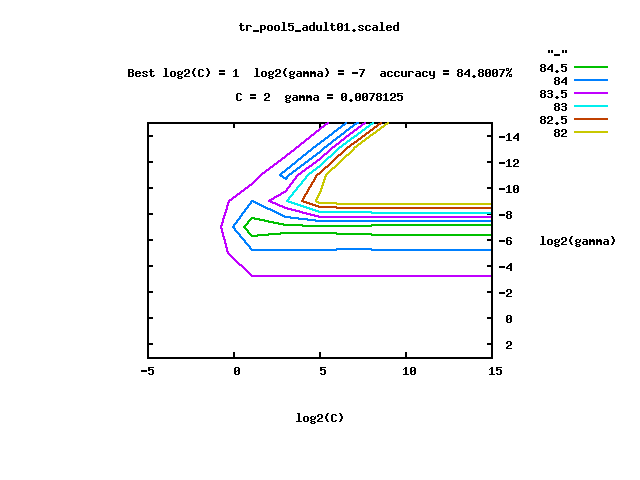 tr_pool5_adult01.scaled
Best log2(C) = 1  log2(gamma) = -7  accuracy = 84.8007%
C = 2  gamma = 0.0078125
"-"
84.5
84
83.5
83
82.5
82
-14
-12
-10
-8
-6
-4
-2
0
2
log2(gamma)
-5 0 5 10 15
log2(C)